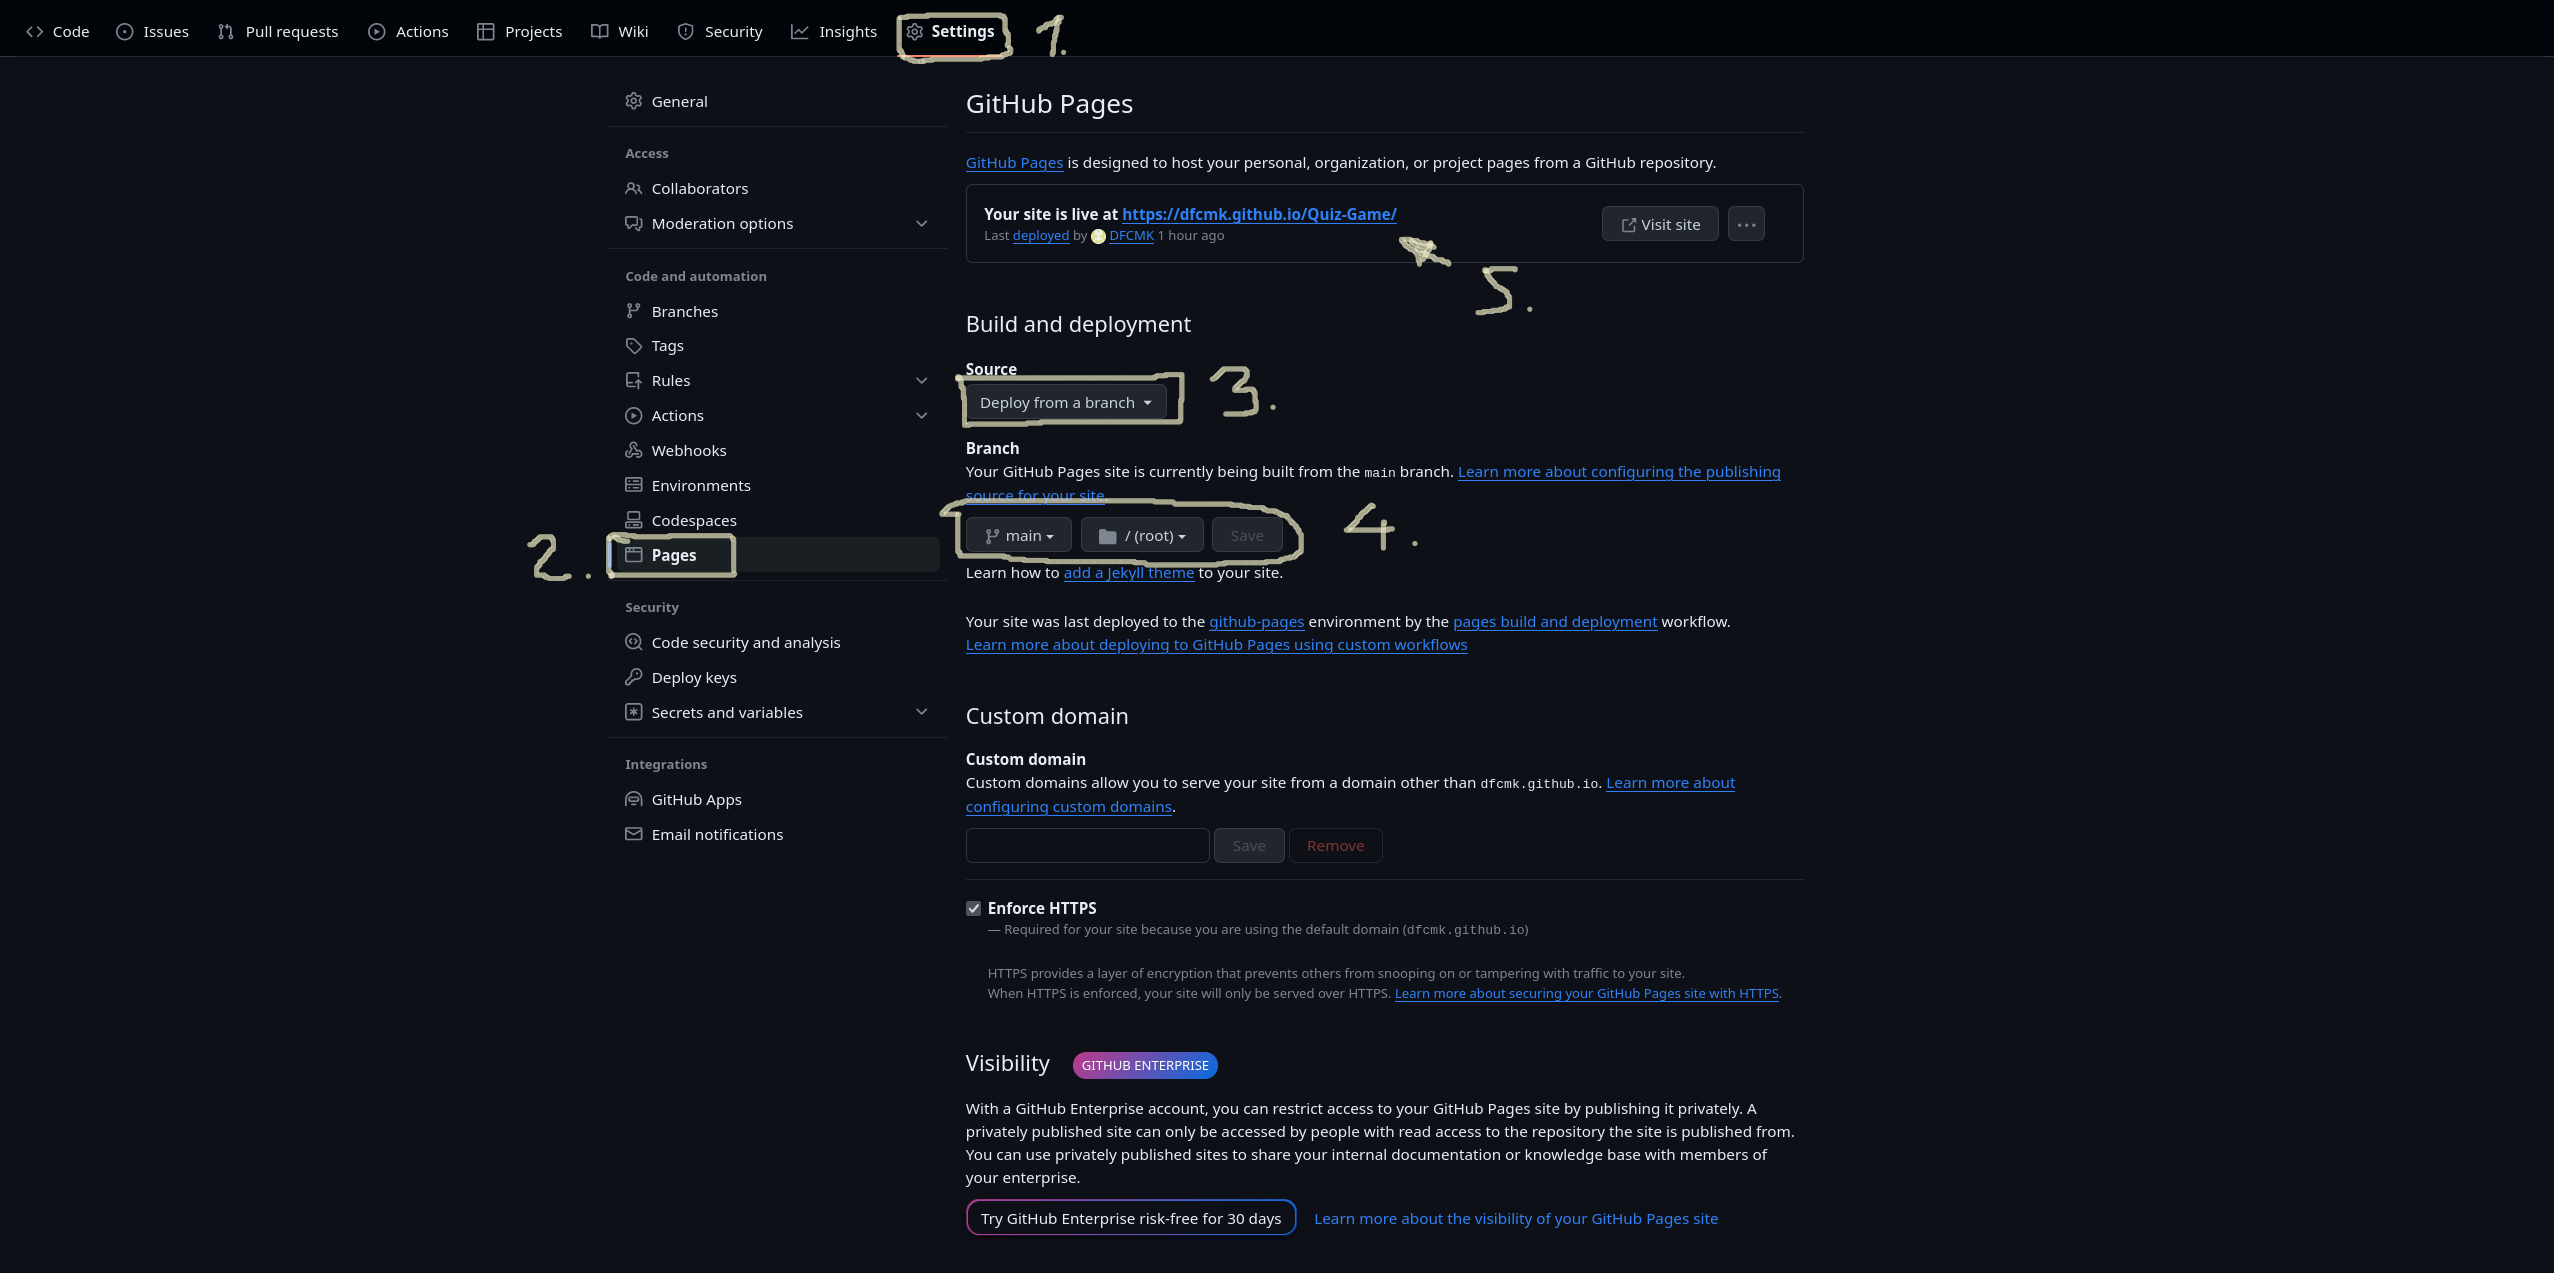 Code Issues Pull requests Actions Projects Wiki Security Insights Settings 1.
General
Access
Collaborators
Moderation options
Code and automation
Branches
Tags
Rules
Actions
Webhooks
Environments
Codespaces
2. Pages
Security
Code security and analysis
Deploy keys
Secrets and variables
Integrations
GitHub Apps
Email notifications
GitHub Pages
GitHub Pages is designed to host your personal, organization, or project pages from a GitHub repository.
Your site is live at https://dfcmk.github.io/Quiz-Game/
Last deployed by DFCMK 1 hour ago
Visit site
5.
Build and deployment
Source
Deploy from a branch 3.
Branch
Your GitHub Pages site is currently being built from the main branch. Learn more about configuring the publishing
source for your site.
main / (root) Save 4.
Learn how to add a Jekyll theme to your site.
Your site was last deployed to the github-pages environment by the pages build and deployment workflow.
Learn more about deploying to GitHub Pages using custom workflows
Custom domain
Custom domain
Custom domains allow you to serve your site from a domain other than dfcmk.github.io. Learn more about
configuring custom domains.
Save Remove
Enforce HTTPS
— Required for your site because you are using the default domain (dfcmk.github.io)
HTTPS provides a layer of encryption that prevents others from snooping on or tampering with traffic to your site.
When HTTPS is enforced, your site will only be served over HTTPS. Learn more about securing your GitHub Pages site with HTTPS.
Visibility GITHUB ENTERPRISE
With a GitHub Enterprise account, you can restrict access to your GitHub Pages site by publishing it privately. A
privately published site can only be accessed by people with read access to the repository the site is published from.
You can use privately published sites to share your internal documentation or knowledge base with members of
your enterprise.
Try GitHub Enterprise risk-free for 30 days Learn more about the visibility of your GitHub Pages site